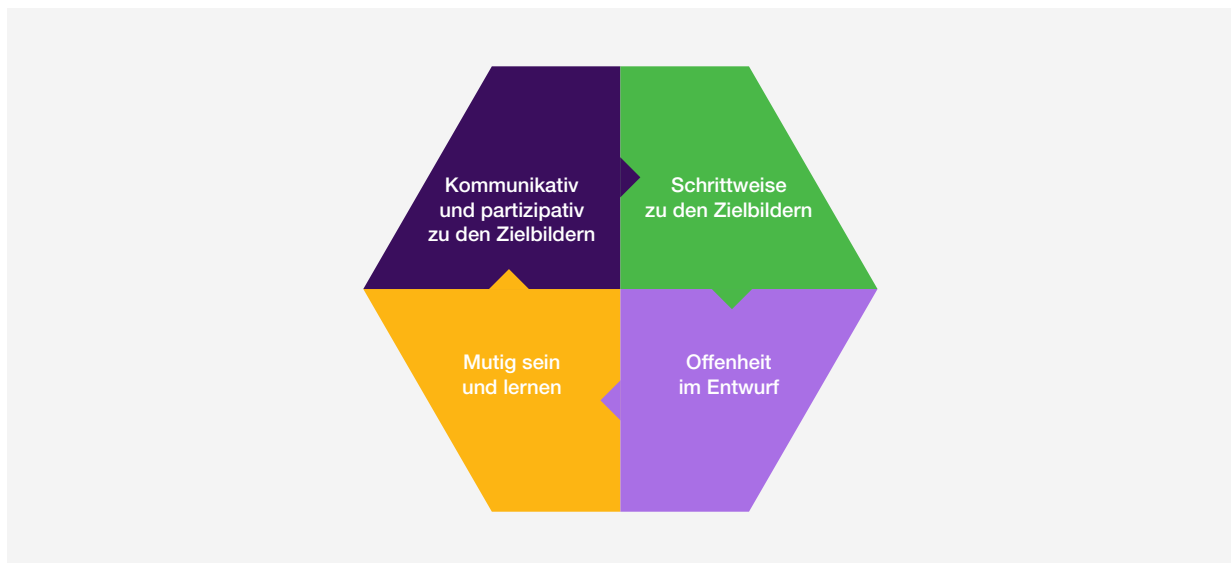 Kommunikativ
und partizipativ
zu den Zielbildern
Schrittweise
zu den Zielbildern
Mutig sein
und lernen
Offenheit
im Entwurf